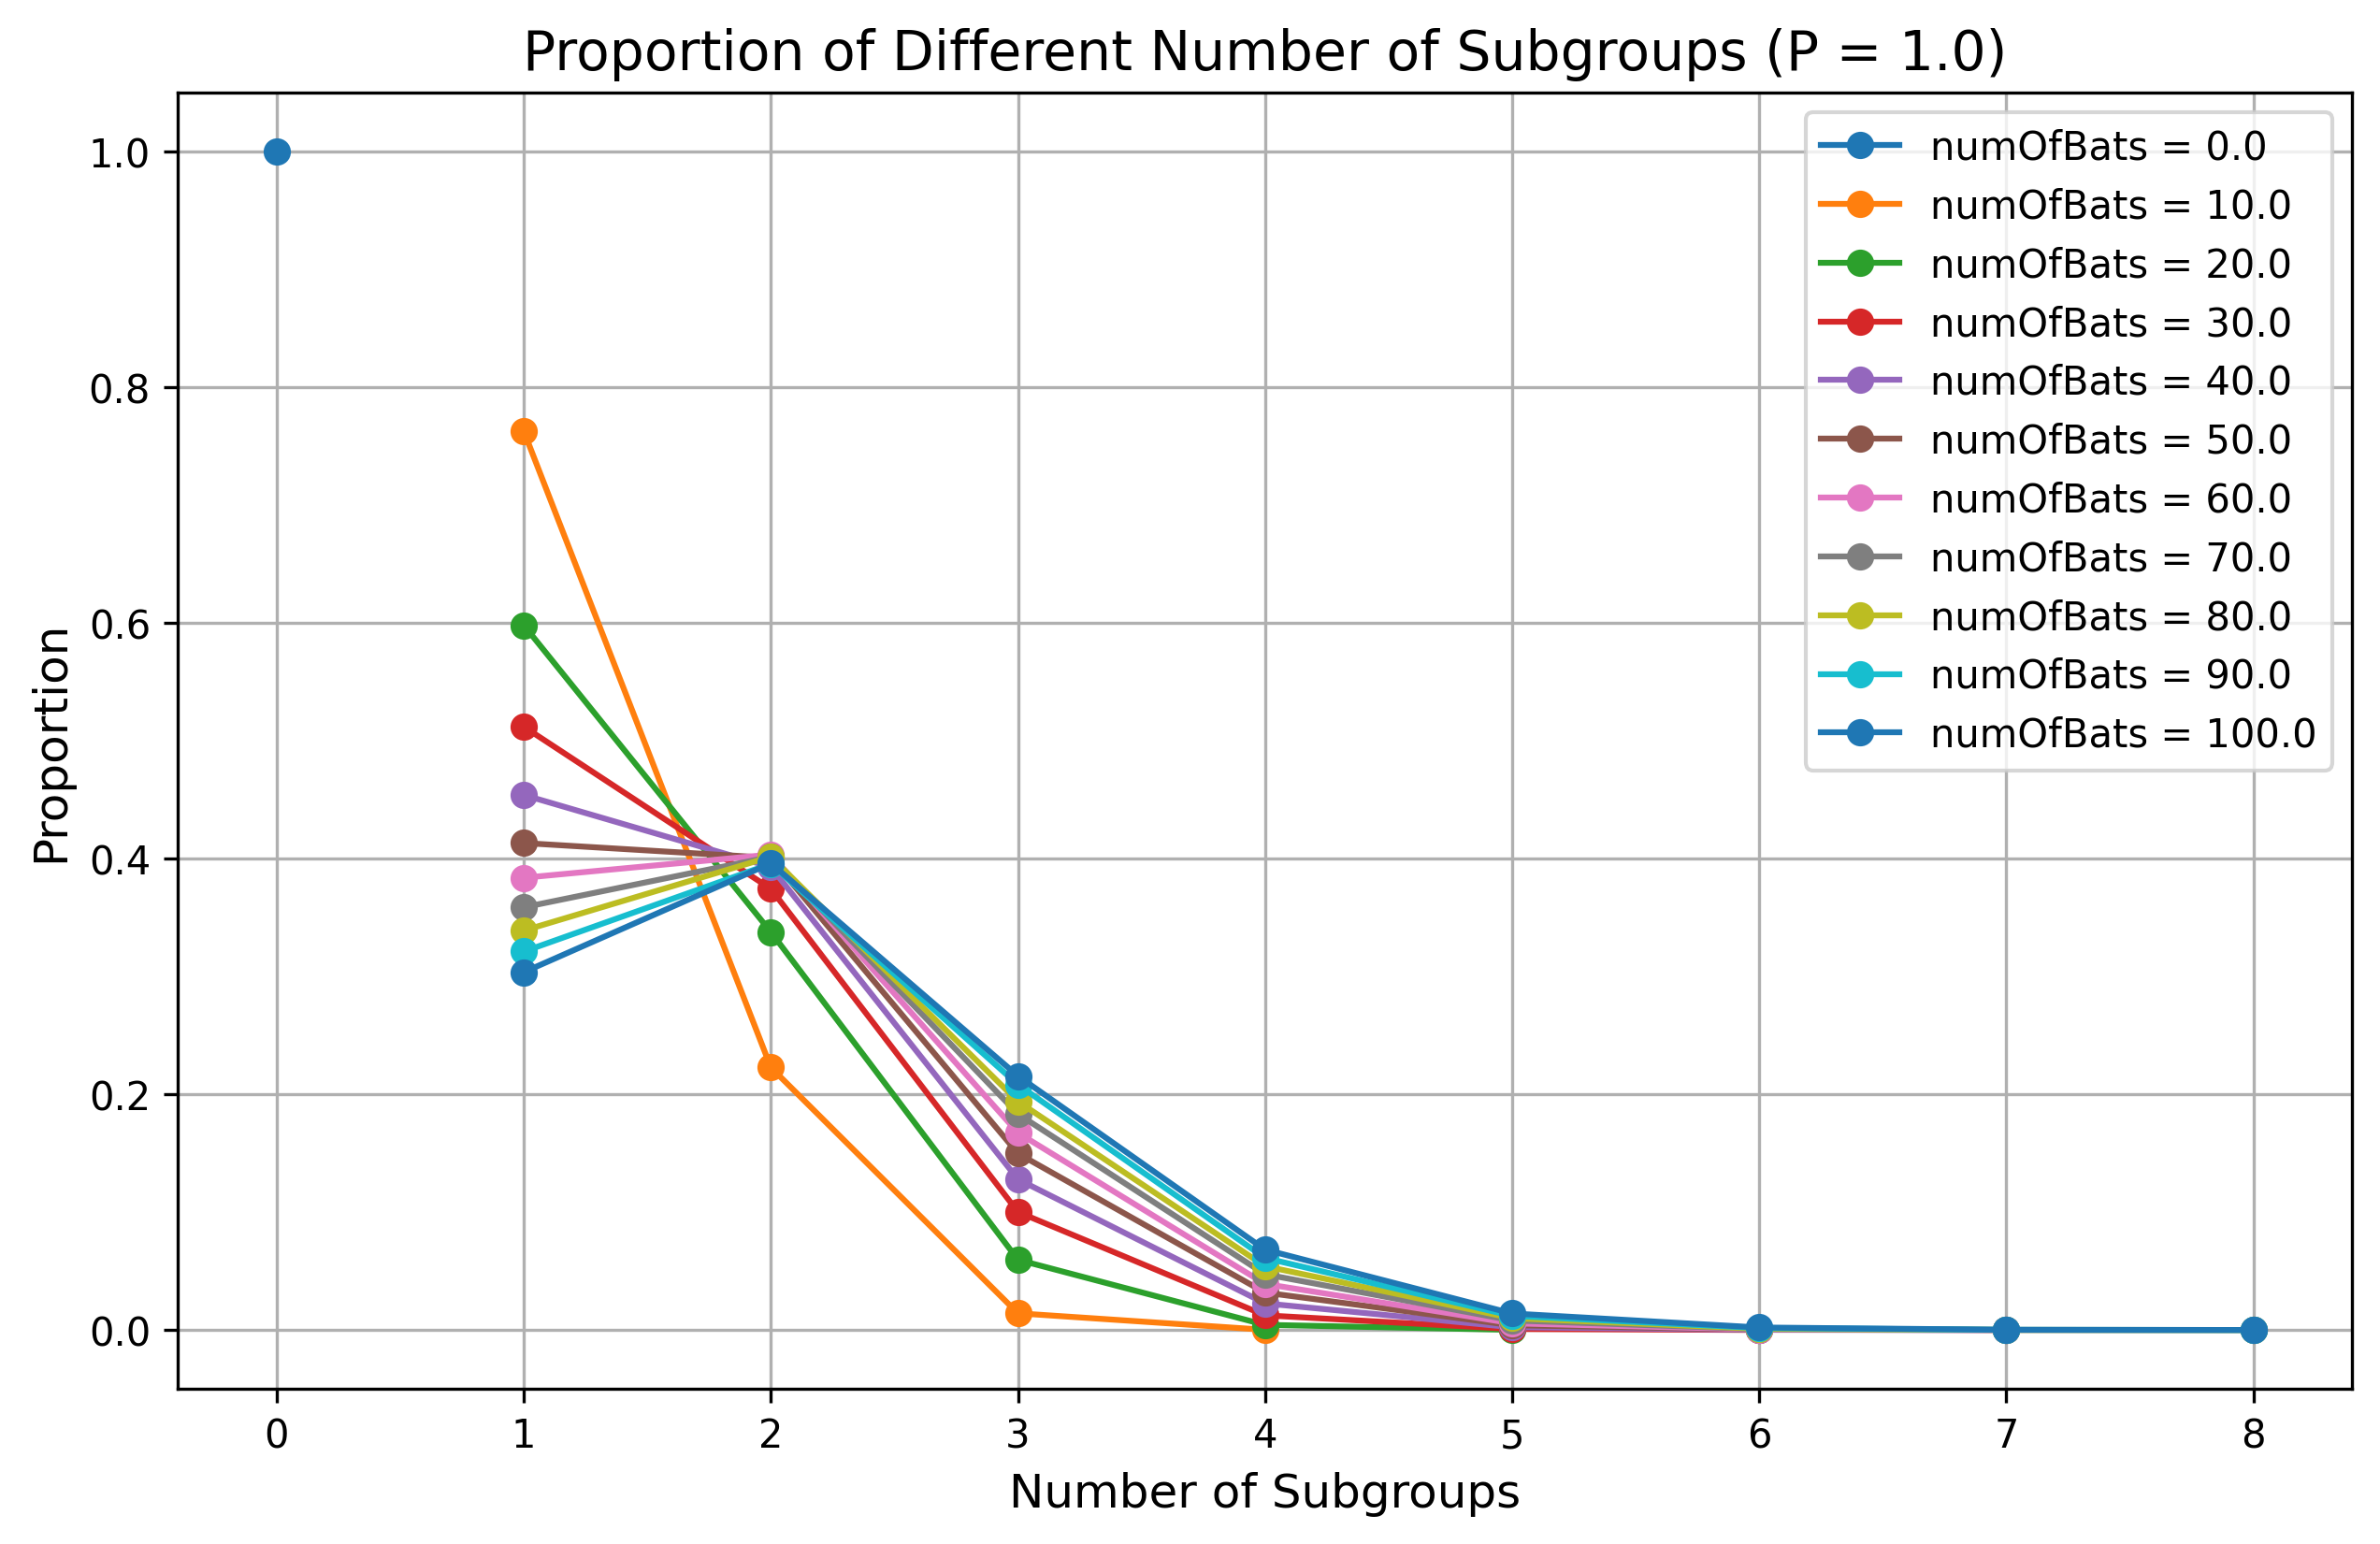 Proportion of Different Number of Subgroups (P = 1.0)
Proportion
1.0
0.8
0.6
0.4
0.2
0.0
numOfBats = 0.0
numOfBats = 10.0
numOfBats = 20.0
numOfBats = 30.0
numOfBats = 40.0
numOfBats = 50.0
numOfBats = 60.0
numOfBats = 70.0
numOfBats = 80.0
numOfBats = 90.0
numOfBats = 100.0
0 1 2 3 4 5 6 7 8
Number of Subgroups